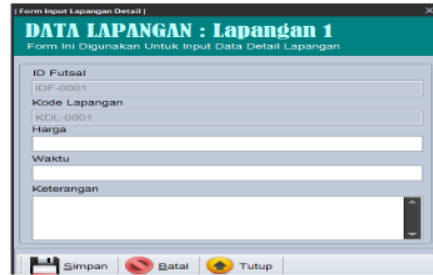 | Form Input Lapangan Detail |
DATA LAPANGAN : Lapangan 1
Form Ini Digunakan Untuk Input Data Detail Lapangan
ID Futsal
IDF-0001
Kode Lapangan
KDL-0001
Harga
Waktu
Keterangan
Simpan Batal Tutup